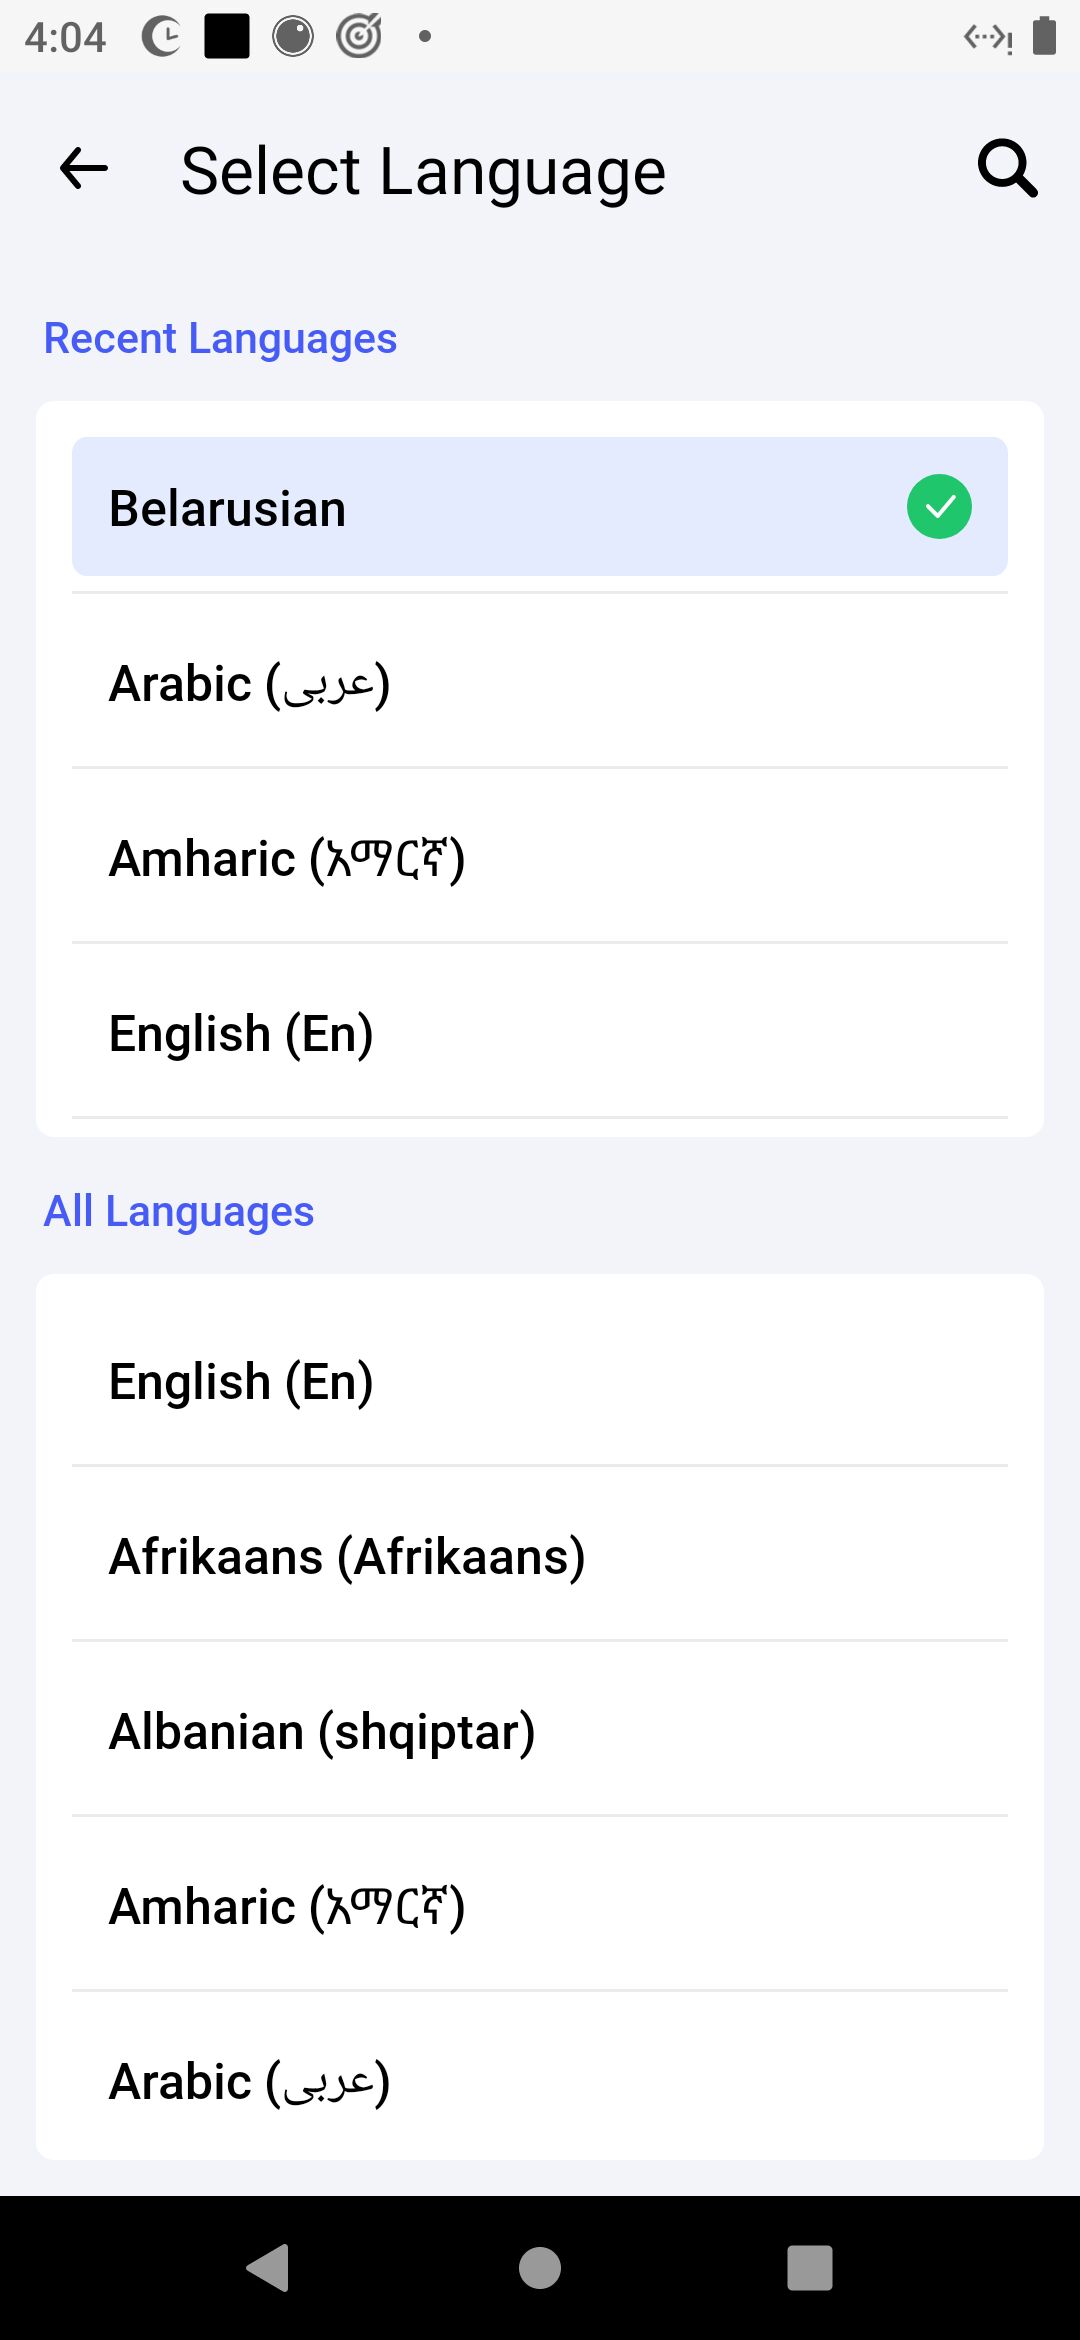 4:04
Select Language
Recent Languages
Belarusian
Arabic (عربى)
Amharic (አማርኛ)
English (En)
All Languages
English (En)
Afrikaans (Afrikaans)
Albanian (shqiptar)
Amharic (አማርኛ)
Arabic (عربى)